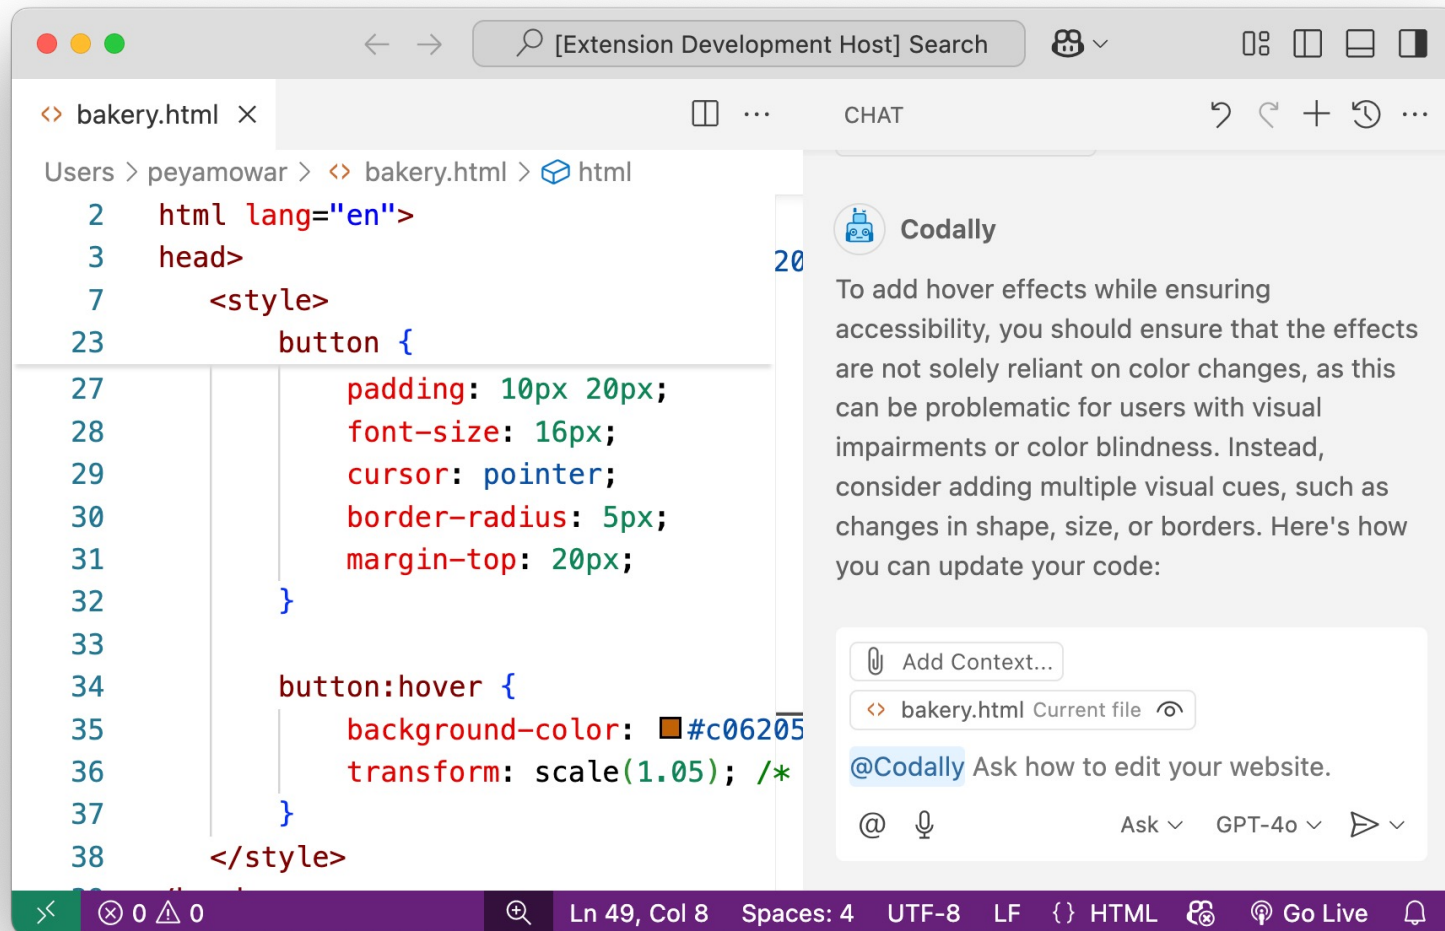 [Extension Development Host] Search
bakery.html
CHAT
Users > peyamowar > bakery.html > html
2 html lang="en">
3 head>
7 <style>
23 button {
27 padding: 10px 20px;
28 font-size: 16px;
29 cursor: pointer;
30 border-radius: 5px;
31 margin-top: 20px;
32 }
33
34 button:hover {
35 background-color: #c06205
36 transform: scale(1.05); /*
37 }
38 </style>
20
Codally
To add hover effects while ensuring
accessibility, you should ensure that the effects
are not solely reliant on color changes, as this
can be problematic for users with visual
impairments or color blindness. Instead,
consider adding multiple visual cues, such as
changes in shape, size, or borders. Here's how
you can update your code:
Add Context...
bakery.html Current file
@Codally Ask how to edit your website.
@ Ask GPT-4o
0 0 Ln 49, Col 8 Spaces: 4 UTF-8 LF {} HTML Go Live